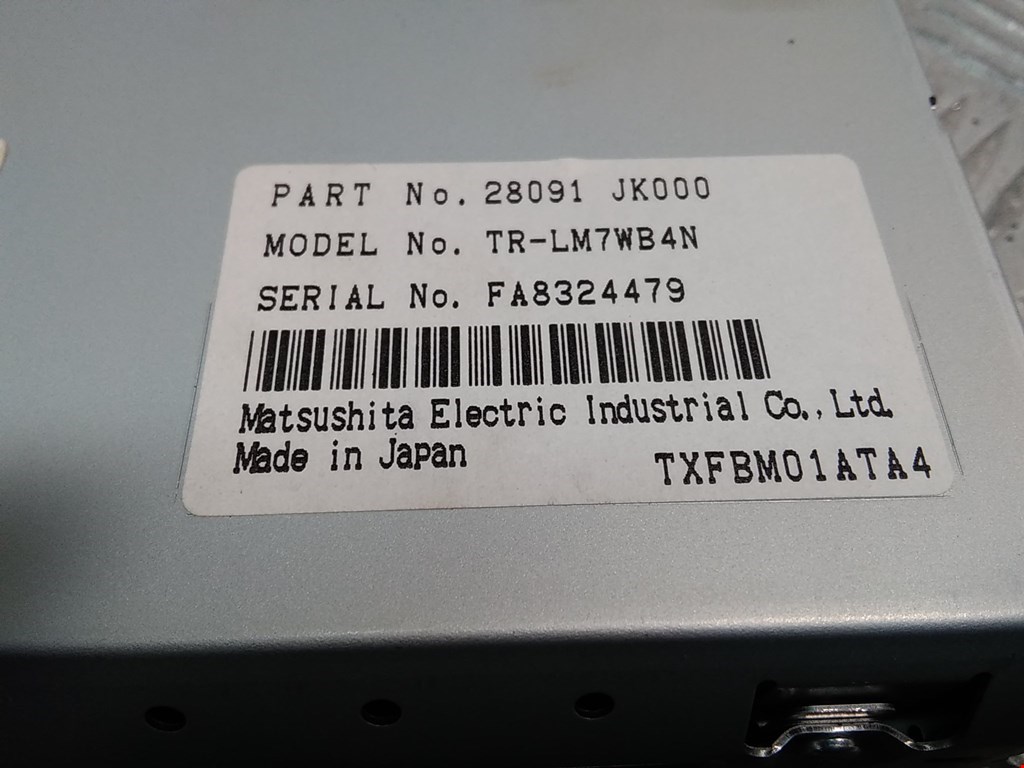 PART No. 28091 JK000
MODEL No. TR-LM7WB4N
SERIAL No. FA8324479
Matsushita Electric Industrial Co., Ltd.
Made in Japan
TXFBM01ATA4